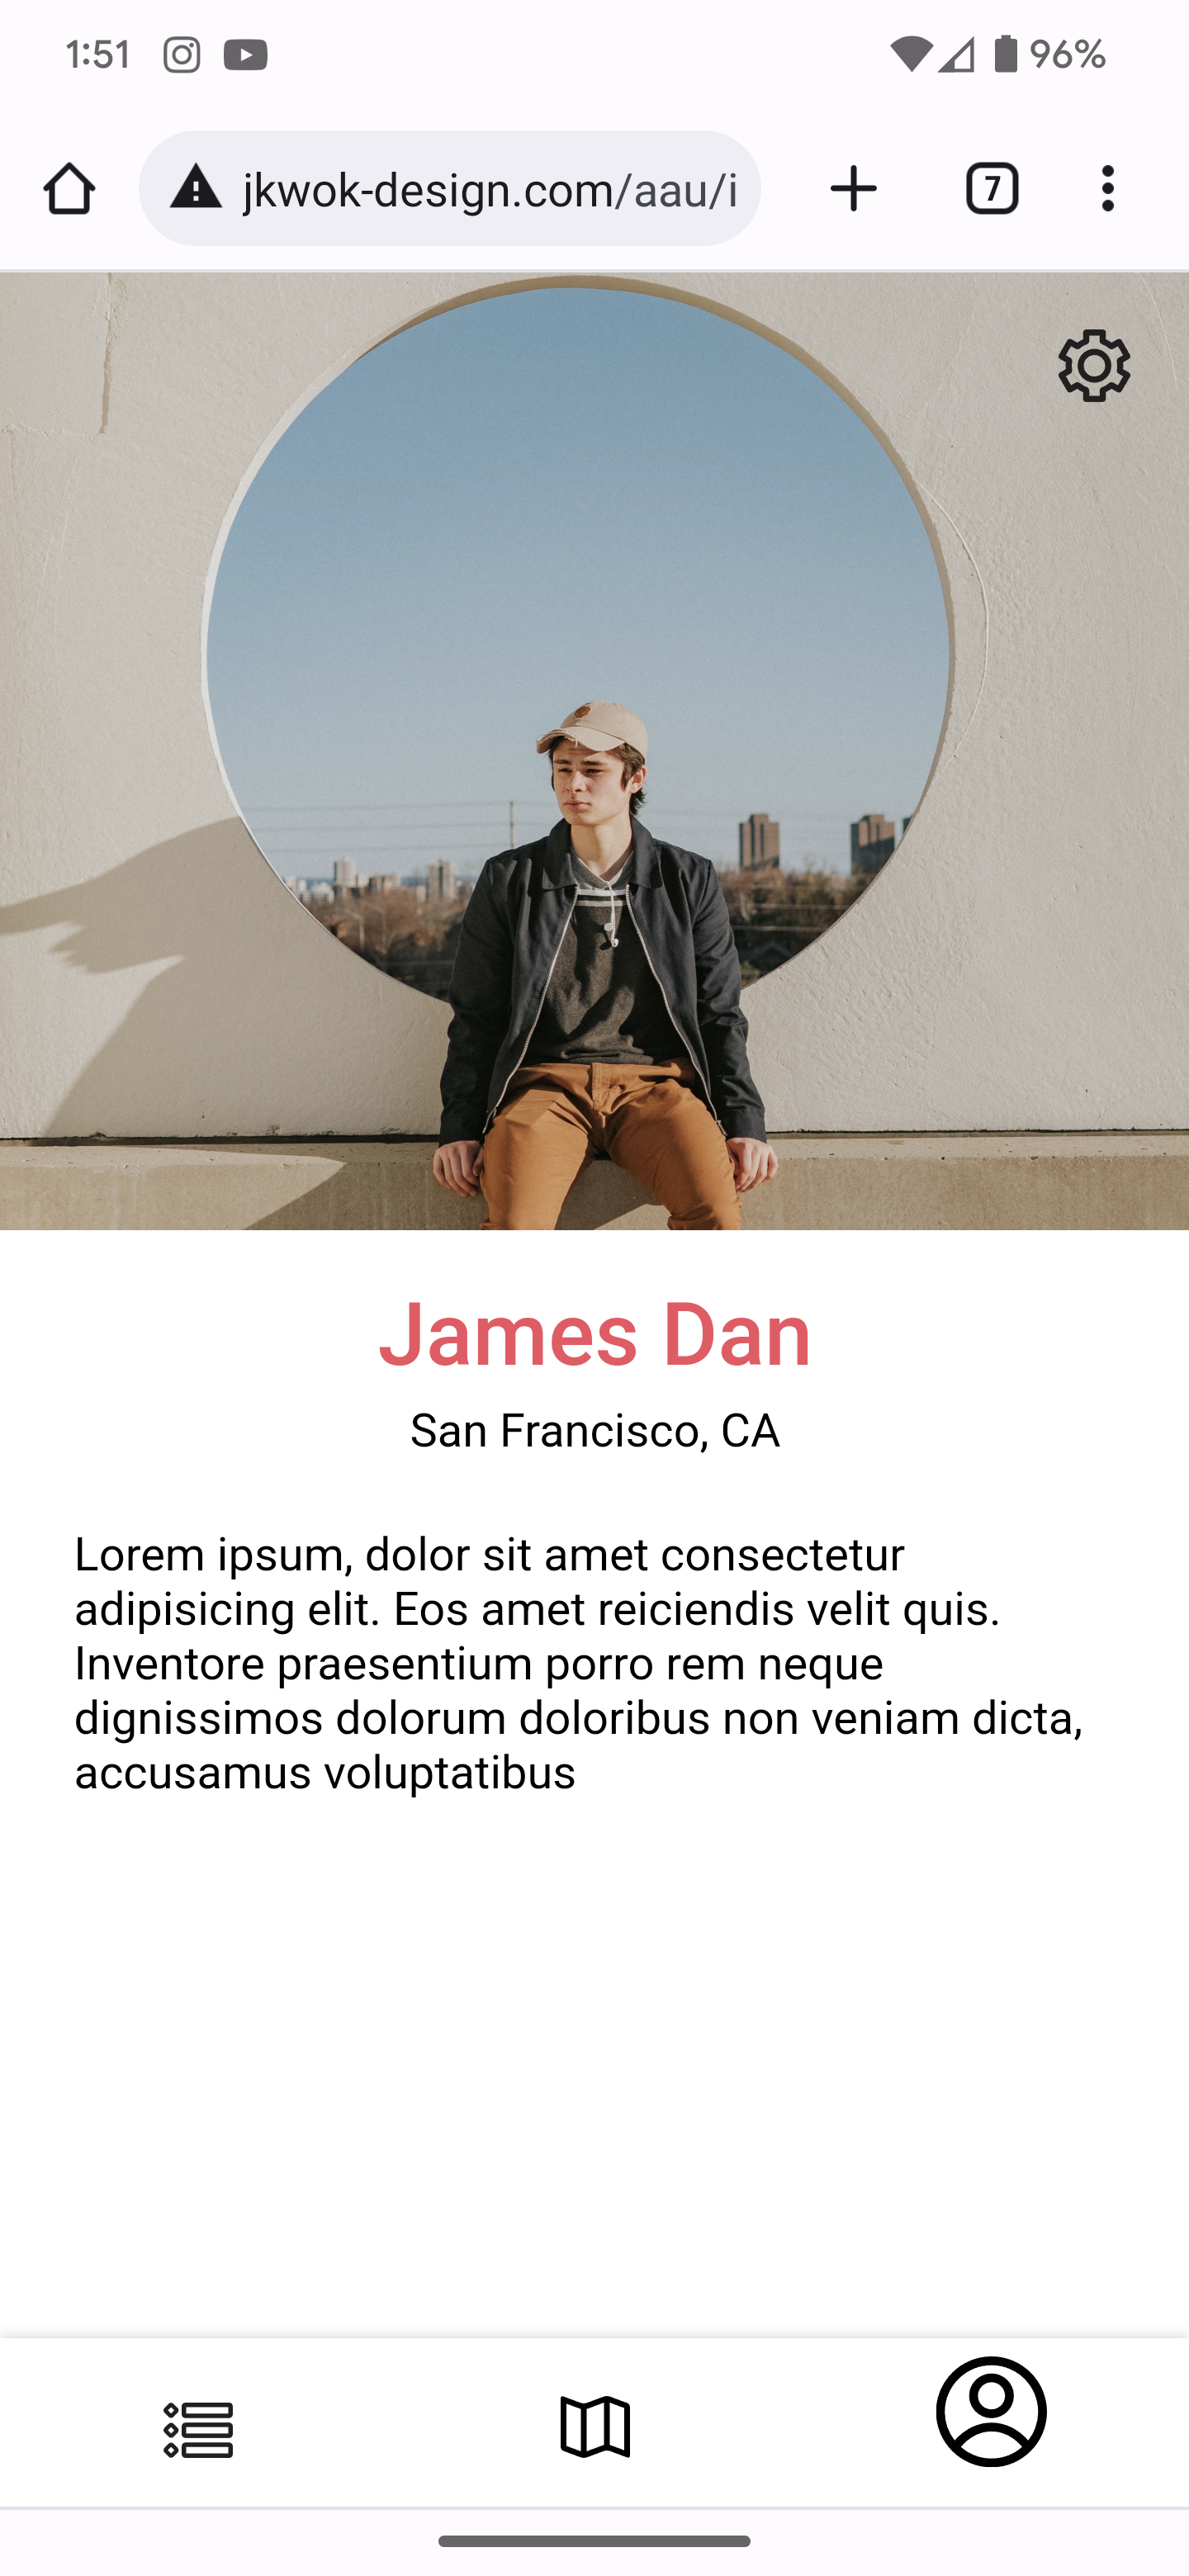 1:51
96%
jkwok-design.com/aau/i
7
James Dan
San Francisco, CA
Lorem ipsum, dolor sit amet consectetur
adipisicing elit. Eos amet reiciendis velit quis.
Inventore praesentium porro rem neque
dignissimos dolorum doloribus non veniam dicta,
accusamus voluptatibus